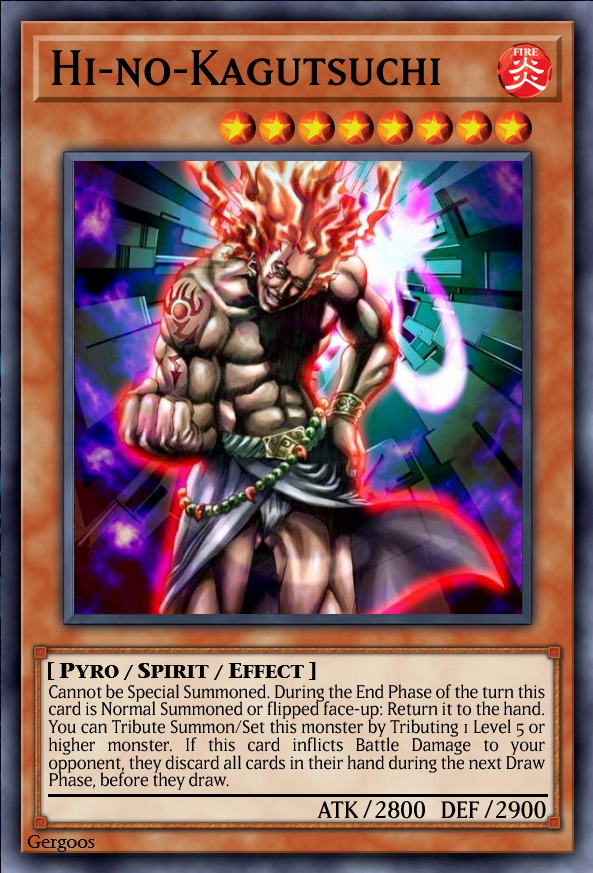 Hi-no-Kagutsuchi
FIRE
炎
[ Pyro / Spirit / Effect ]
Cannot be Special Summoned. During the End Phase of the turn this
card is Normal Summoned or flipped face-up: Return it to the hand.
You can Tribute Summon/Set this monster by Tributing 1 Level 5 or
higher monster. If this card inflicts Battle Damage to your
opponent, they discard all cards in their hand during the next Draw
Phase, before they draw.
ATK / 2800 DEF / 2900
Gergoos